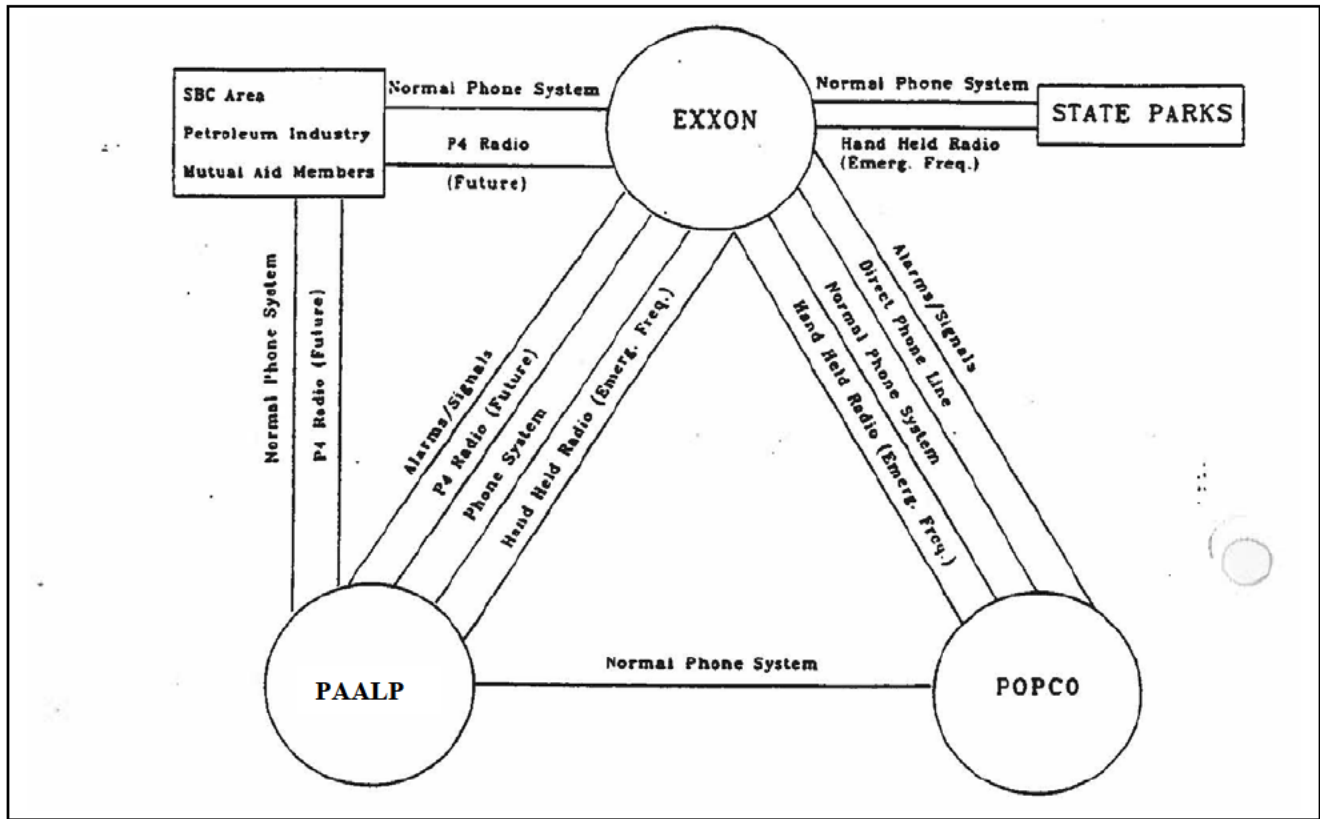 SBC Area
Petroleum Industry
Mutual Aid Members
Normal Phone System
P4 Radio
(Future)
EXXON
Normal Phone System
Hand Held Radio
(Emerg. Freq.)
STATE PARKS
Normal Phone System
P4 Radio (Future)
Alarms/Signals
P4 Radio (Future)
Phone System
Hand Held Radio (Emerg. Freq.)
Hand Held Radio (Emerg. Freq.)
Normal Phone System
Direct Phone Line
Alarms/Signals
PAALP
Normal Phone System
POPCO